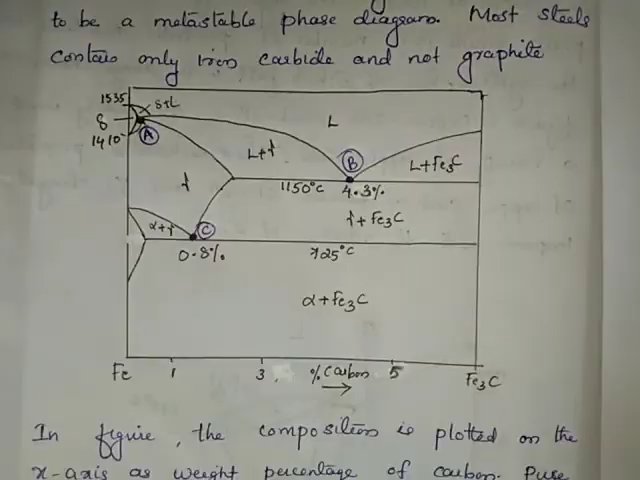 to be a metastable phase diagram. Most steels
contain only iron carbide and not graphite
1535
δ+L
δ
1410
A
L
L+γ
B
L+Fe3C
γ
1150°C 4.3%
γ+Fe3C
α+γ
C
0.8% 725°C
α+Fe3C
Fe 1 3 % Carbon 5 Fe3C
In figure, the composition is plotted on the
x-axis as weight percentage of carbon. Pure